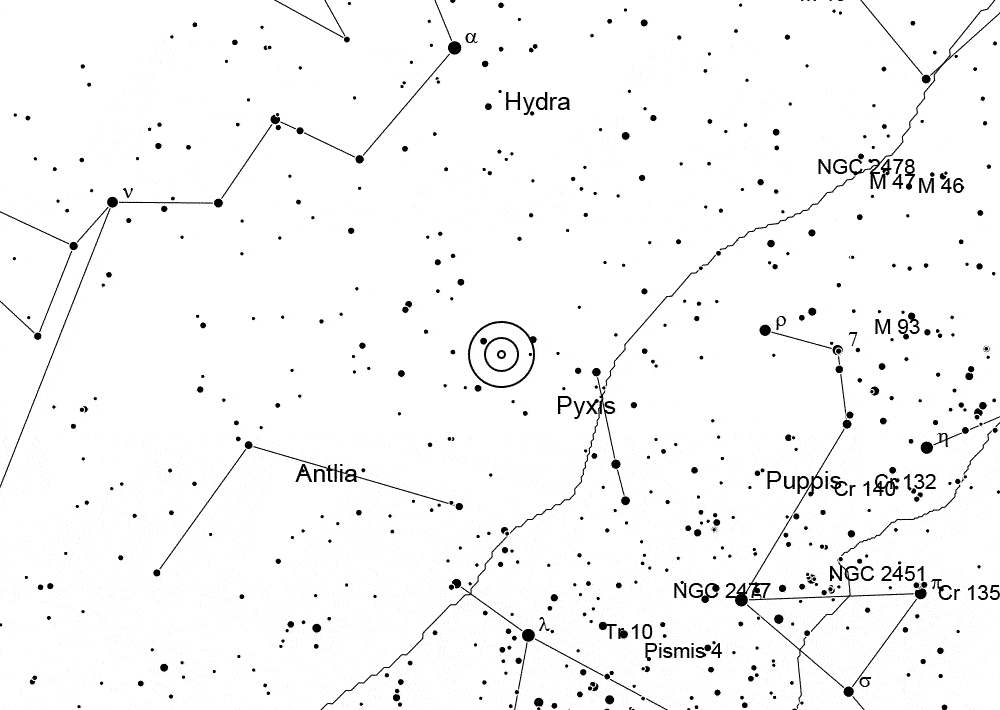 α
Hydra
NGC 2478
M 47
M 46
ν
ρ
7
M 93
Pyxis
η
Antlia
Puppis
Cr 140
Cr 132
NGC 2451
NGC 2477
π
Cr 135
λ
Tr 10
Pismis 4
σ